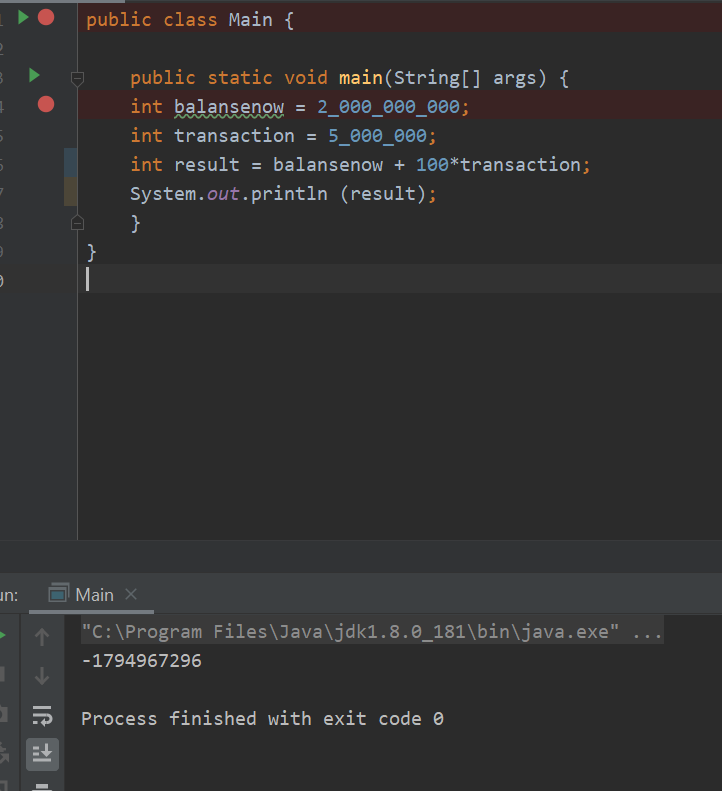 1 public class Main {
2
3 public static void main(String[] args) {
4 int balansenow = 2_000_000_000;
5 int transaction = 5_000_000;
6 int result = balansenow + 100*transaction;
7 System.out.println (result);
8 }
9 }
0
un: Main
"C:\Program Files\Java\jdk1.8.0_181\bin\java.exe" ...
-1794967296
Process finished with exit code 0